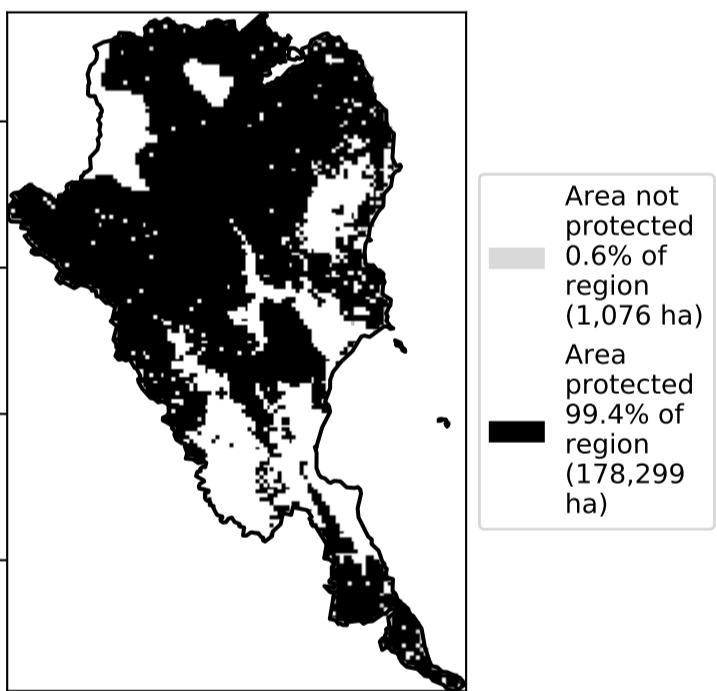 Area not
protected
0.6% of
region
(1,076 ha)
Area
protected
99.4% of
region
(178,299
ha)